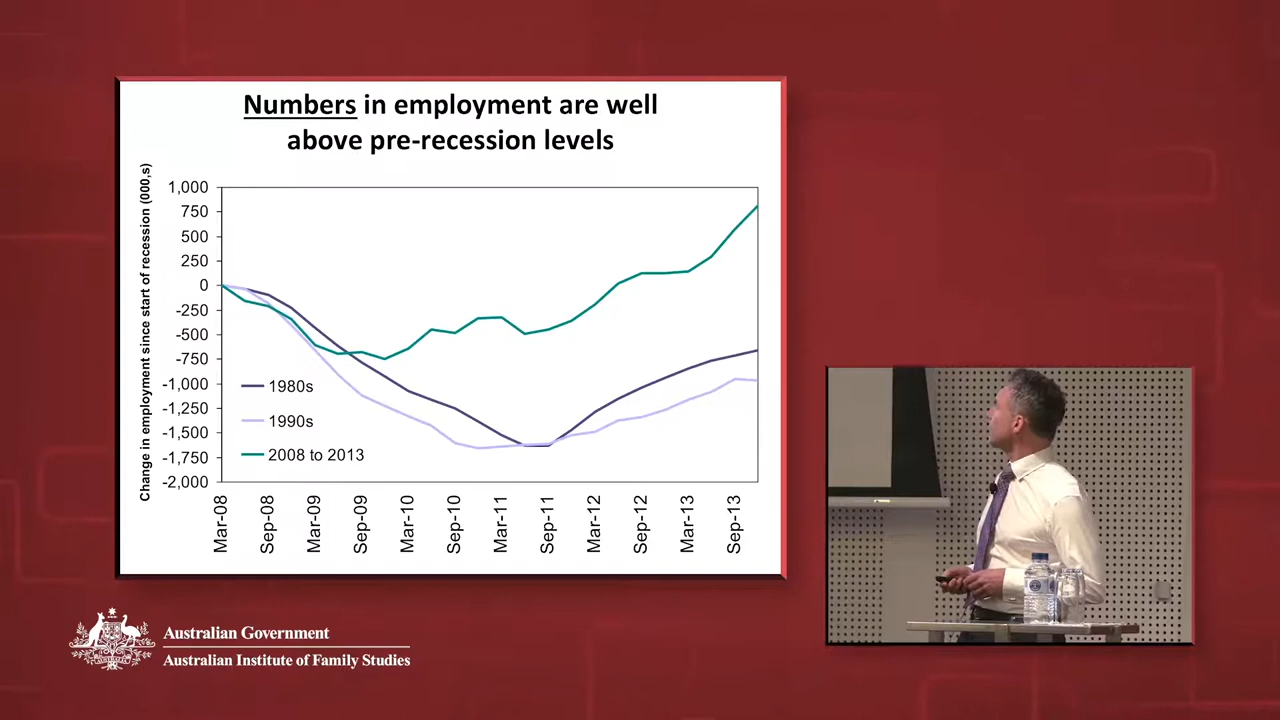 Numbers in employment are well
above pre-recession levels
Change in employment since start of recession (000,s)
1,000
750
500
250
0
-250
-500
-750
-1,000
-1,250
-1,500
-1,750
-2,000
1980s
1990s
2008 to 2013
Mar-08
Sep-08
Mar-09
Sep-09
Mar-10
Sep-10
Mar-11
Sep-11
Mar-12
Sep-12
Mar-13
Sep-13
Australian Government
Australian Institute of Family Studies